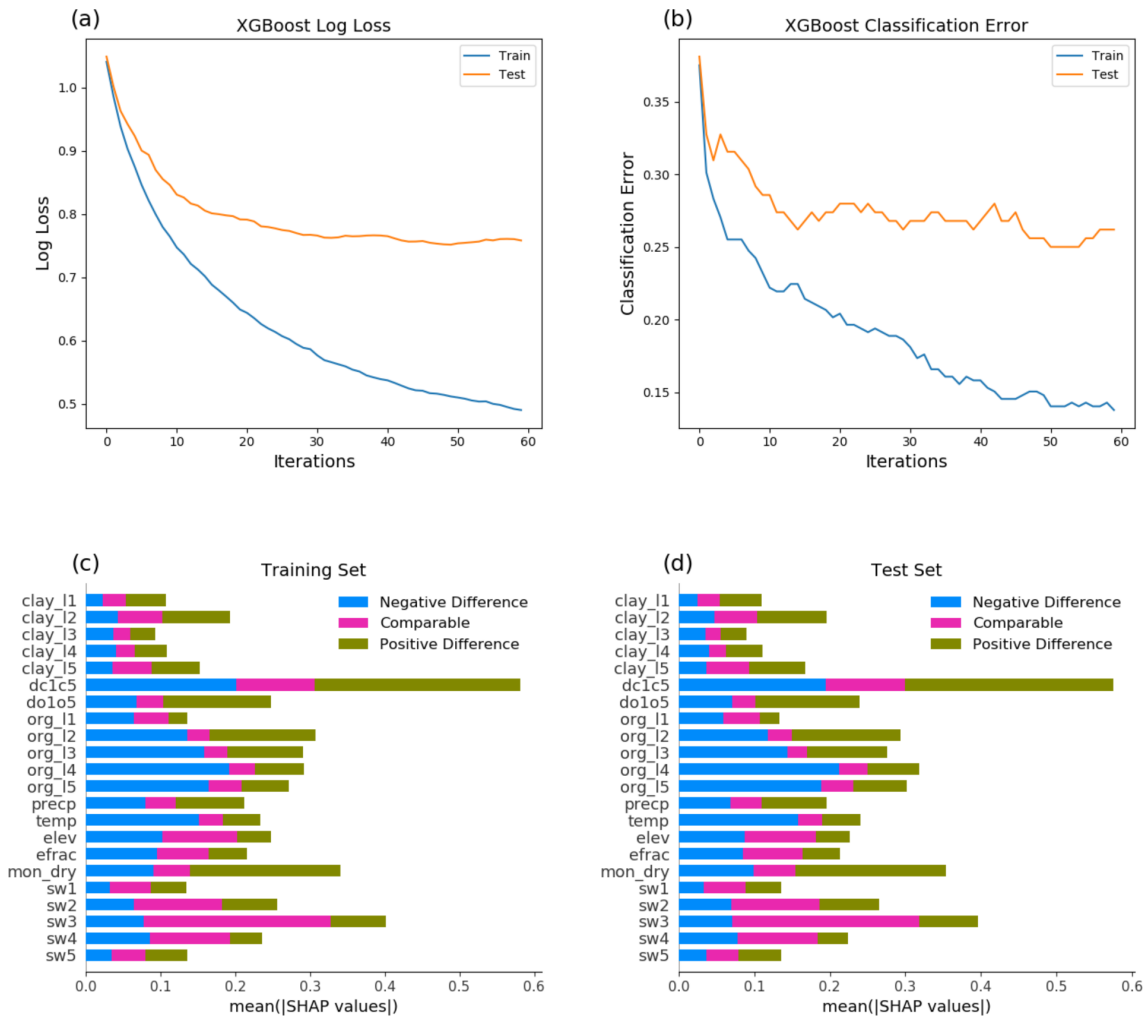 (a)
XGBoost Log Loss
Train
Test
1.0
0.9
0.8
0.7
0.6
0.5
Log Loss
0 10 20 30 40 50 60
Iterations
(b)
XGBoost Classification Error
Train
Test
0.35
0.30
0.25
0.20
0.15
Classification Error
0 10 20 30 40 50 60
Iterations
(c)
Training Set
Negative Difference
Comparable
Positive Difference
clay_l1
clay_l2
clay_l3
clay_l4
clay_l5
dc1c5
do1o5
org_l1
org_l2
org_l3
org_l4
org_l5
precp
temp
elev
efrac
mon_dry
sw1
sw2
sw3
sw4
sw5
0.0 0.1 0.2 0.3 0.4 0.5 0.6
mean(|SHAP values|)
(d)
Test Set
Negative Difference
Comparable
Positive Difference
clay_l1
clay_l2
clay_l3
clay_l4
clay_l5
dc1c5
do1o5
org_l1
org_l2
org_l3
org_l4
org_l5
precp
temp
elev
efrac
mon_dry
sw1
sw2
sw3
sw4
sw5
0.0 0.1 0.2 0.3 0.4 0.5 0.6
mean(|SHAP values|)